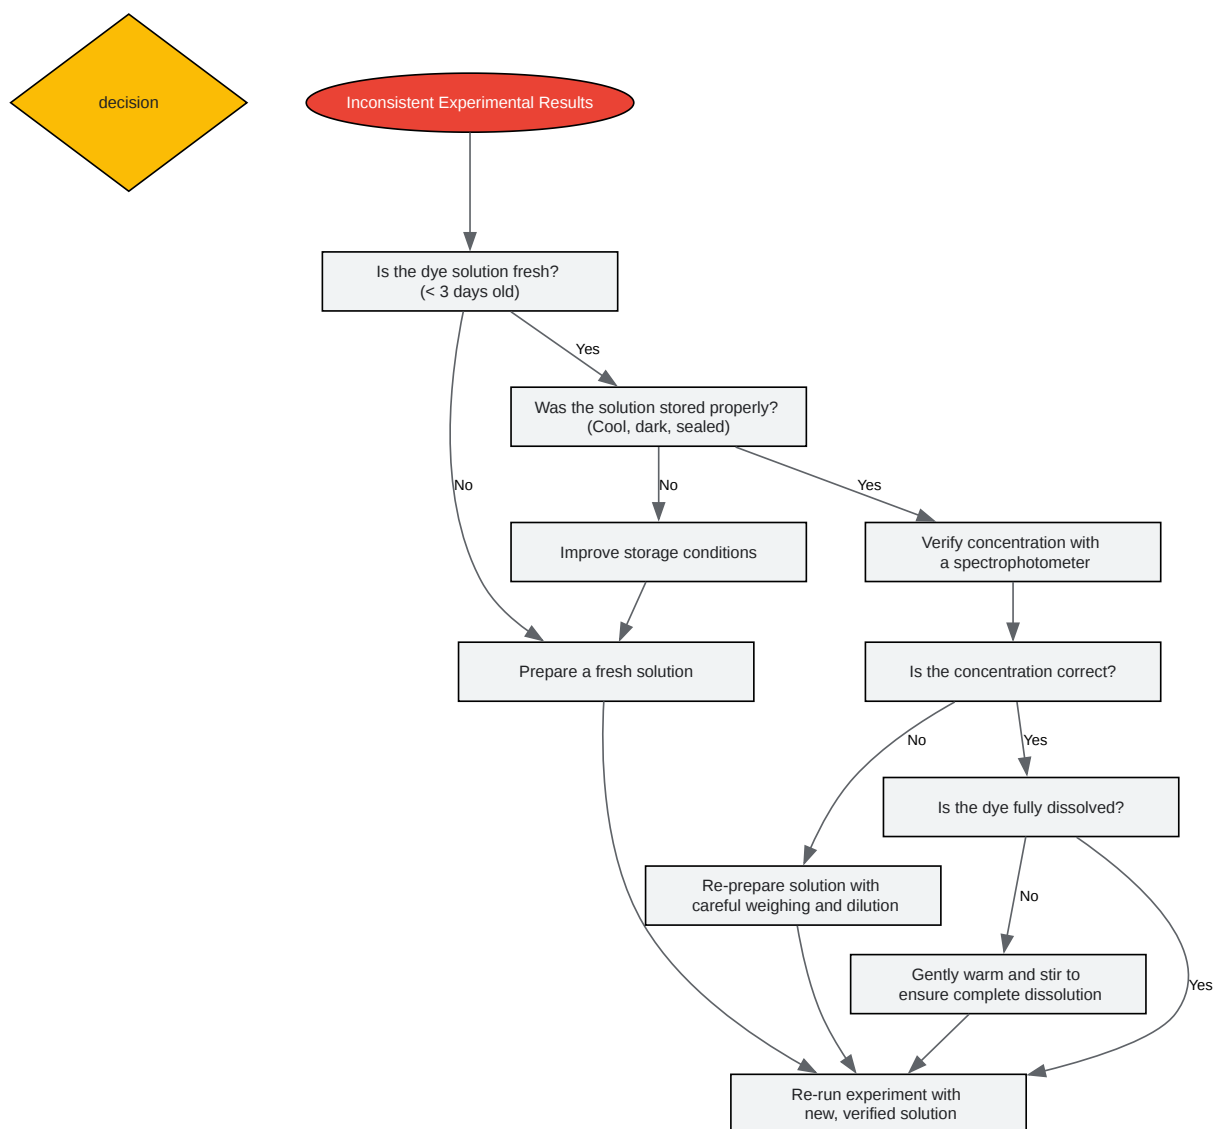 decision
Inconsistent Experimental Results
Is the dye solution fresh?
(< 3 days old)
Yes
Was the solution stored properly?
(Cool, dark, sealed)
No
No
Yes
Improve storage conditions
Verify concentration with
a spectrophotometer
Prepare a fresh solution
Is the concentration correct?
No
Yes
Is the dye fully dissolved?
Re-prepare solution with
careful weighing and dilution
No
Gently warm and stir to
ensure complete dissolution
Yes
Re-run experiment with
new, verified solution